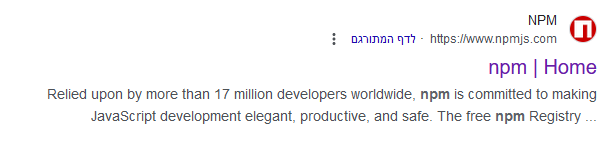 NPM
https://www.npmjs.com · לדף המתורגם
npm | Home
Relied upon by more than 17 million developers worldwide, npm is committed to making
JavaScript development elegant, productive, and safe. The free npm Registry ...